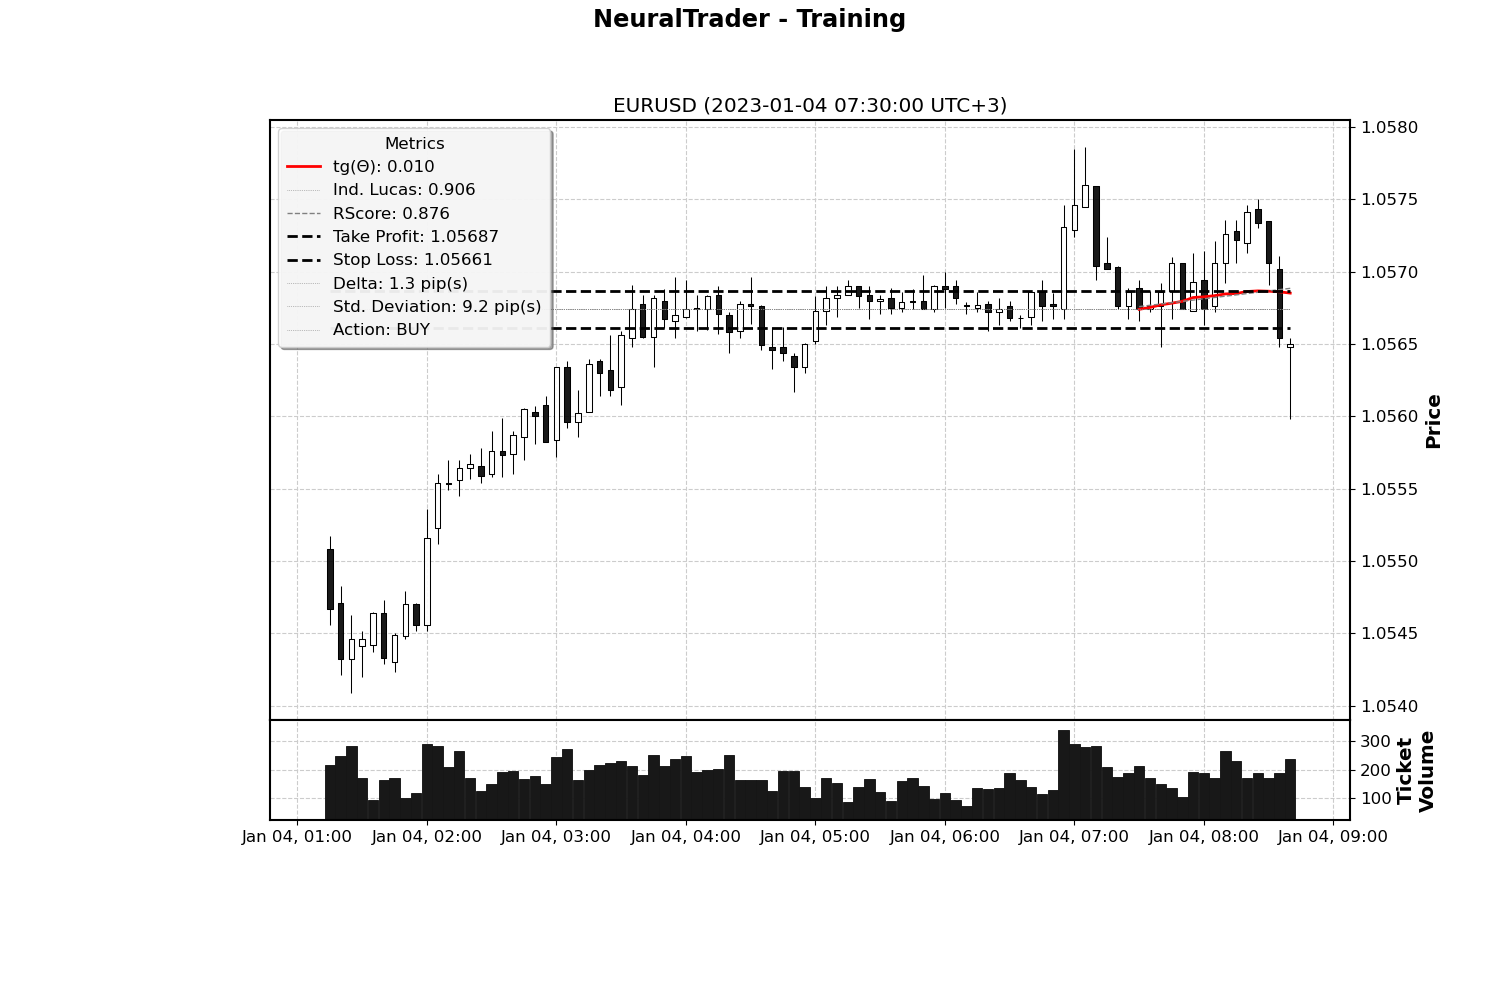 NeuralTrader - Training
EURUSD (2023-01-04 07:30:00 UTC+3)
Metrics
tg(Θ): 0.010
Ind. Lucas: 0.906
RScore: 0.876
Take Profit: 1.05687
Stop Loss: 1.05661
Delta: 1.3 pip(s)
Std. Deviation: 9.2 pip(s)
Action: BUY
1.0580
1.0575
1.0570
1.0565
1.0560
1.0555
1.0550
1.0545
1.0540
Price
300
200
100
Ticket
Volume
Jan 04, 01:00 Jan 04, 02:00 Jan 04, 03:00 Jan 04, 04:00 Jan 04, 05:00 Jan 04, 06:00 Jan 04, 07:00 Jan 04, 08:00 Jan 04, 09:00